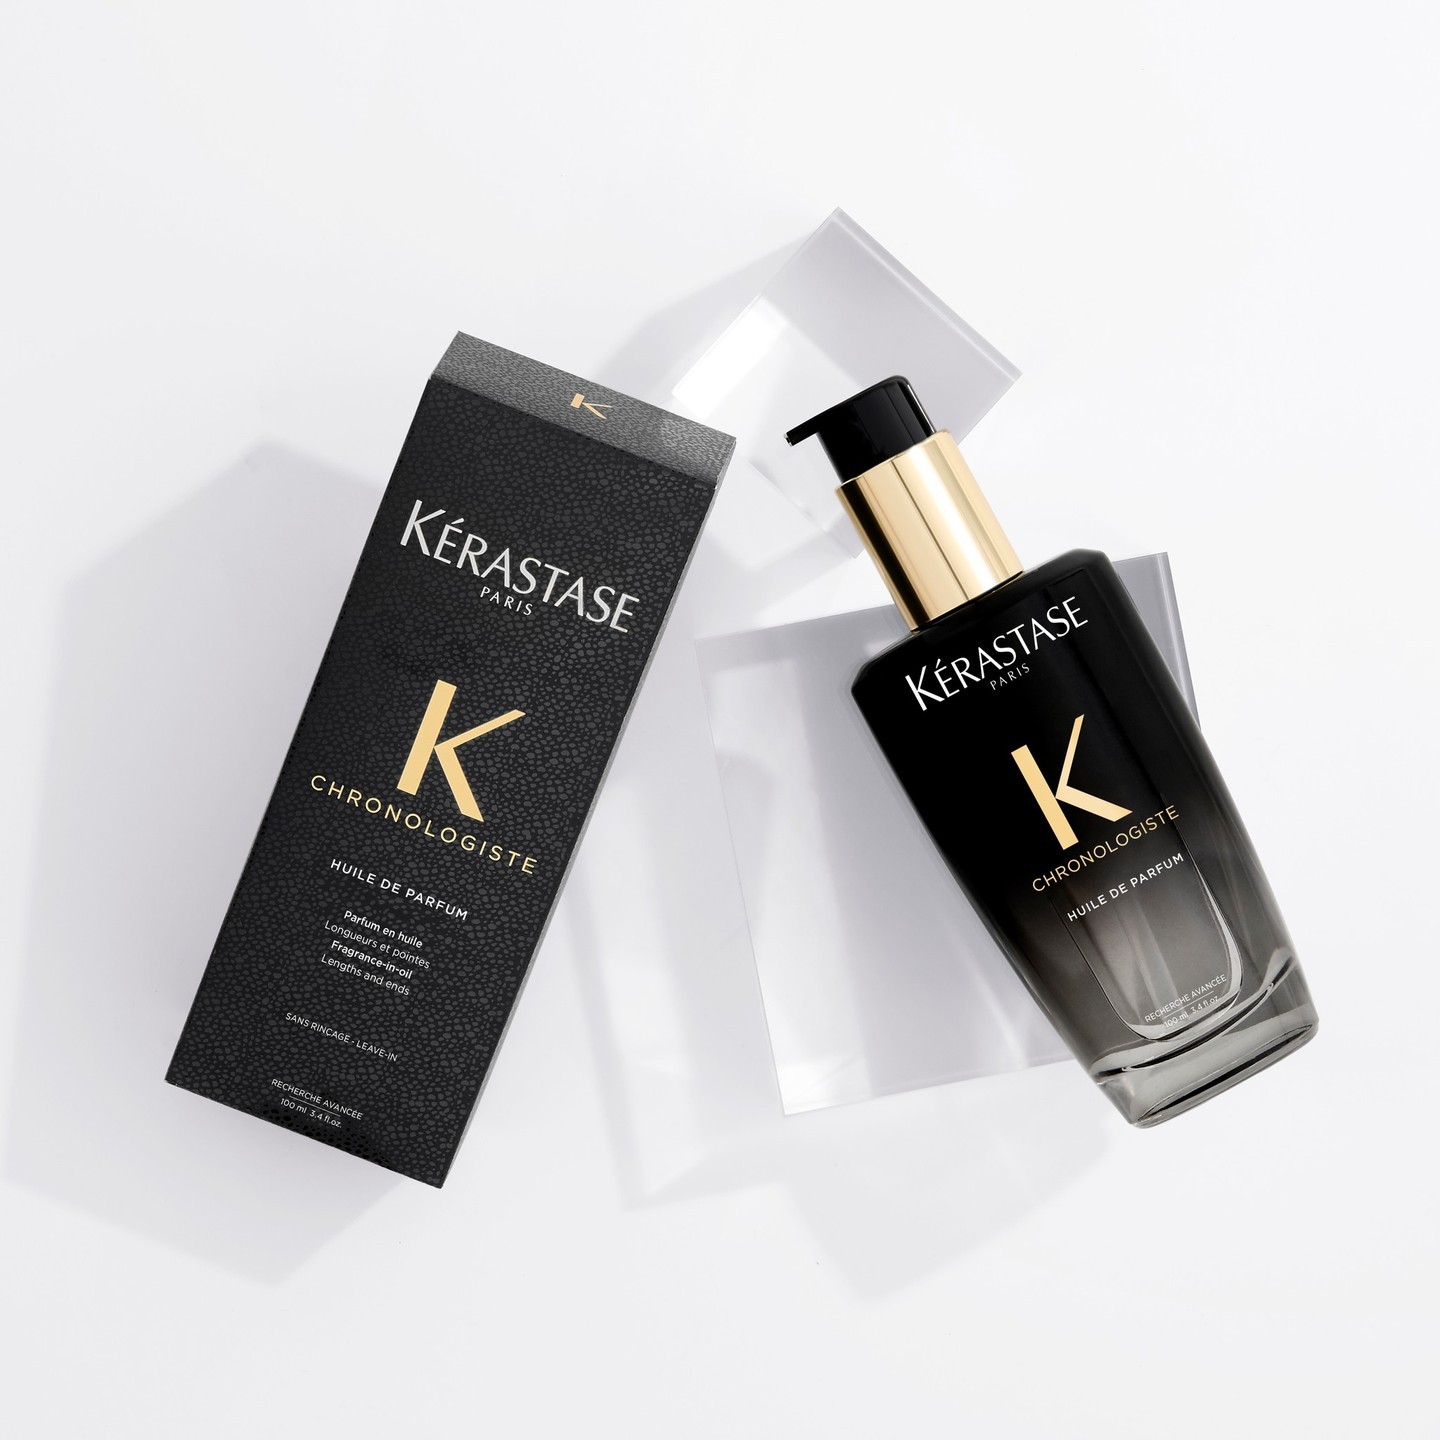 K
KÉRASTASE
PARIS
K
CHRONOLOGISTE
HUILE DE PARFUM
Parfum en huile
Longueurs et pointes
Fragrance-in-oil
Lengths and ends
SANS RINÇAGE - LEAVE-IN
RECHERCHE AVANCÉE
100 ml 3.4 fl.oz.
KÉRASTASE
PARIS
K
CHRONOLOGISTE
HUILE DE PARFUM
RECHERCHE AVANCÉE
100 ml 3.4 fl.oz.